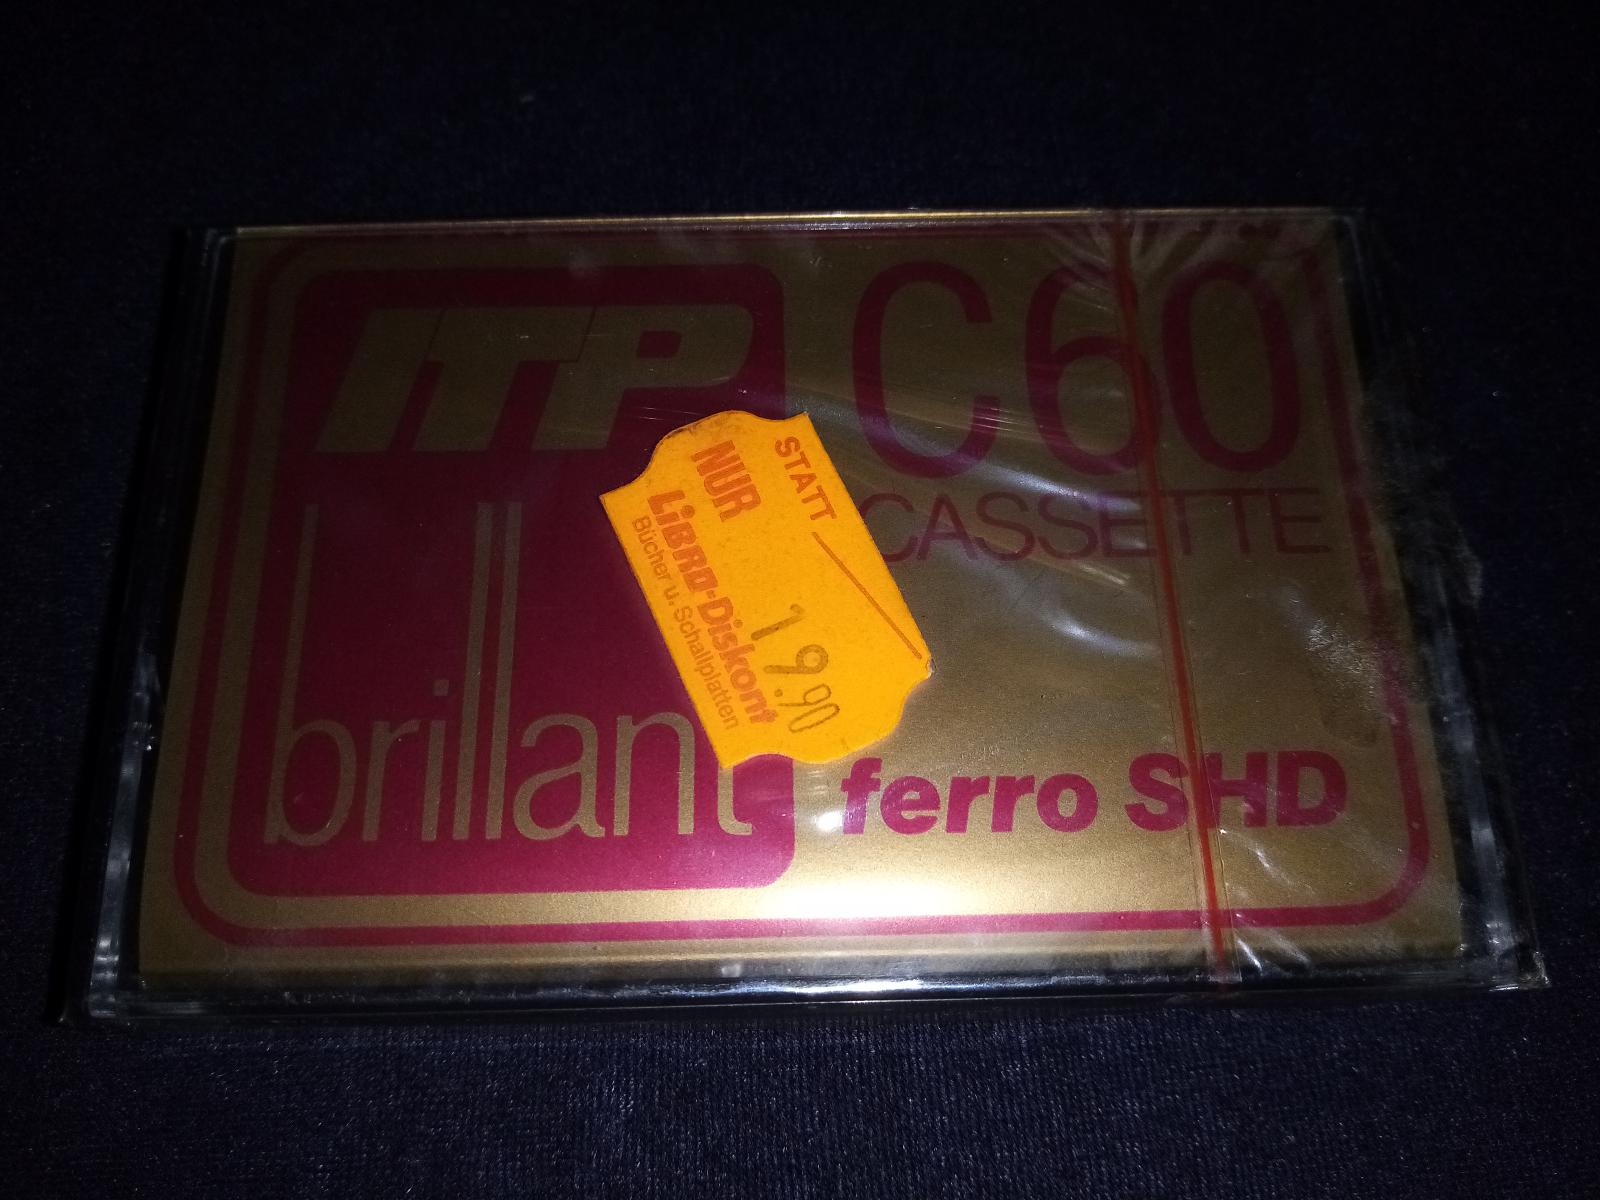 ITP
C60
CASSETTE
brillant
ferro SHD
STATT
NUR
19.90
LIBRO-Diskont
Bücher u. Schallplatten